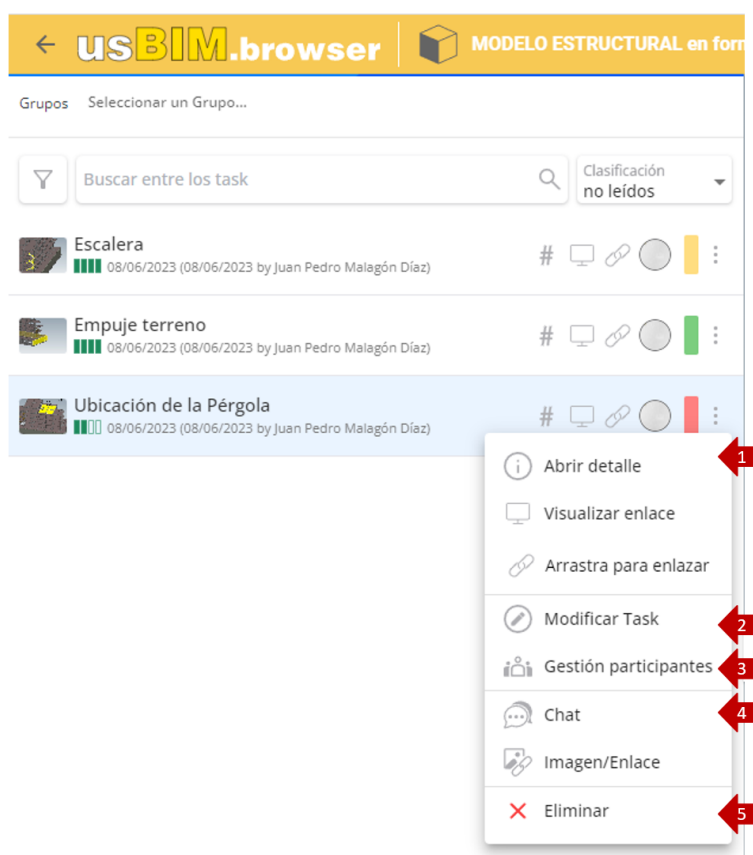 usBIM.browser
MODELO ESTRUCTURAL en
Grupos Seleccionar un Grupo...
Buscar entre los task
Clasificación
no leídos
Escalera
08/06/2023 (08/06/2023 by Juan Pedro Malagón Díaz)
#
Empuje terreno
08/06/2023 (08/06/2023 by Juan Pedro Malagón Díaz)
#
Ubicación de la Pérgola
08/06/2023 (08/06/2023 by Juan Pedro Malagón Díaz)
#
Abrir detalle
1
Visualizar enlace
Arrastra para enlazar
Modificar Task
2
Gestión participantes
3
Chat
4
Imagen/Enlace
Eliminar
5